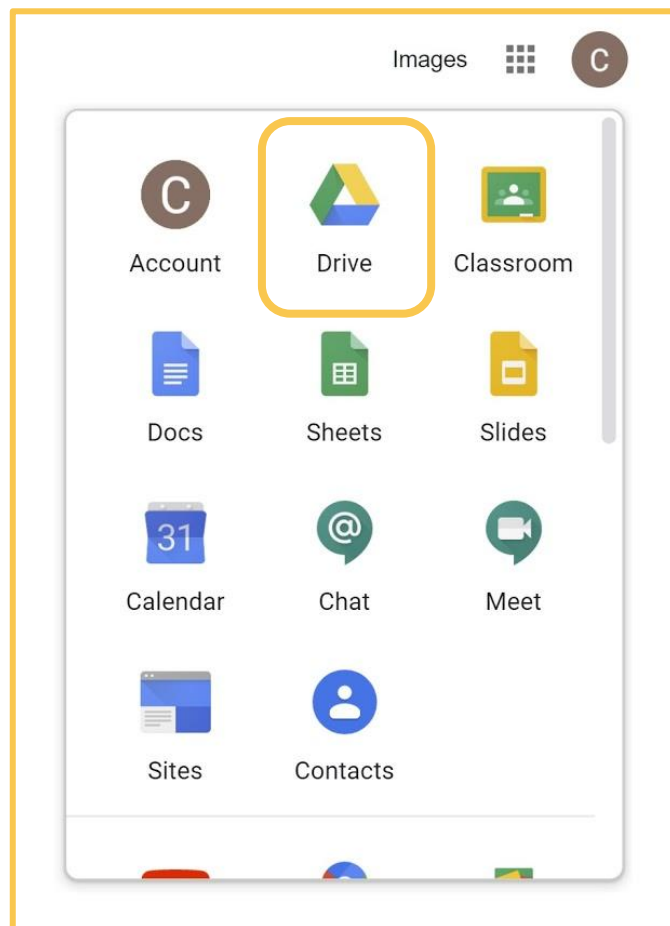 Images C
C
Account Drive Classroom
Docs Sheets Slides
31 @
Calendar Chat Meet
Sites Contacts